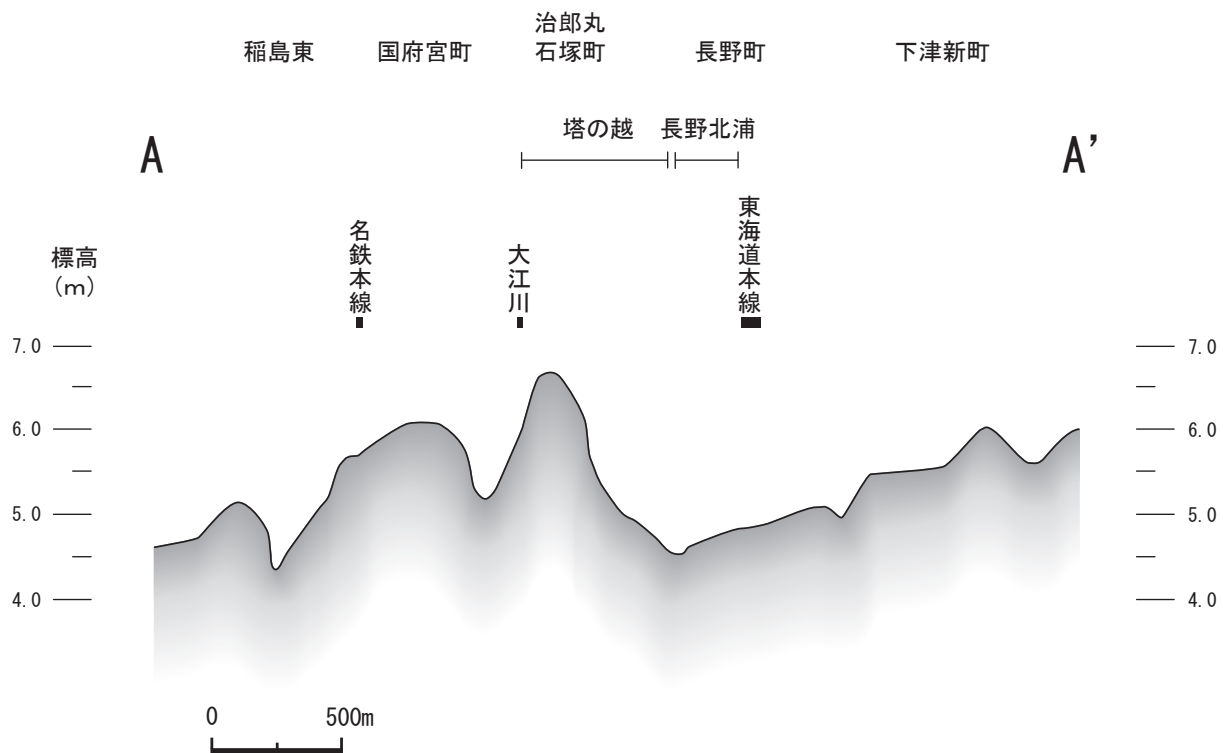 治郎丸
稲島東 国府宮町 石塚町 長野町 下津新町
塔の越 長野北浦
A A’
名鉄本線
大江川
東海道本線
標高
（ｍ）
7.0 7.0
6.0 6.0
5.0 5.0
4.0 4.0
0 500m